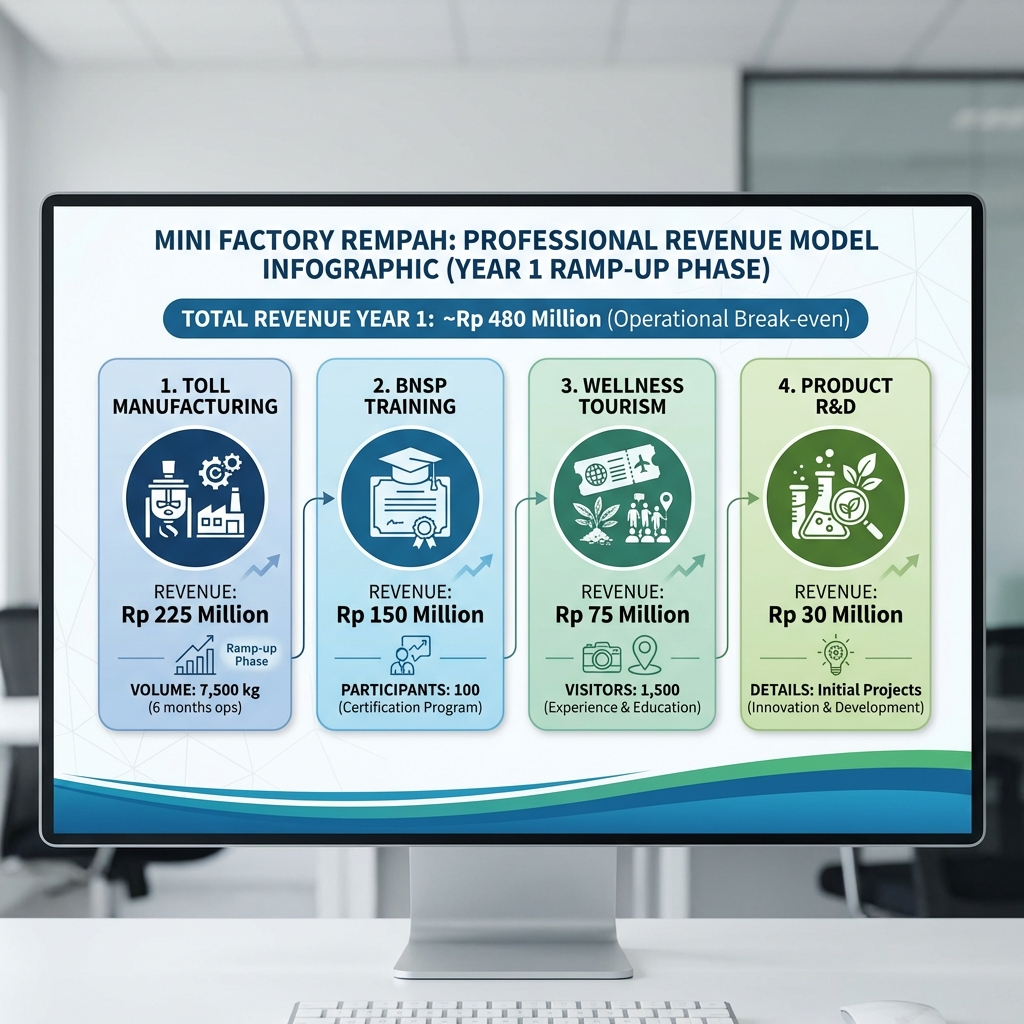 MINI FACTORY REMPAH: PROFESSIONAL REVENUE MODEL
INFOGRAPHIC (YEAR 1 RAMP-UP PHASE)
TOTAL REVENUE YEAR 1: ~Rp 480 Million (Operational Break-even)
1. TOLL
MANUFACTURING
REVENUE:
Rp 225 Million
Ramp-up
Phase
VOLUME: 7,500 kg
(6 months ops)
2. BNSP
TRAINING
REVENUE:
Rp 150 Million
PARTICIPANTS: 100
(Certification Program)
3. WELLNESS
TOURISM
REVENUE:
Rp 75 Million
VISITORS: 1,500
(Experience & Education)
4. PRODUCT
R&D
REVENUE:
Rp 30 Million
DETAILS: Initial Projects
(Innovation & Development)